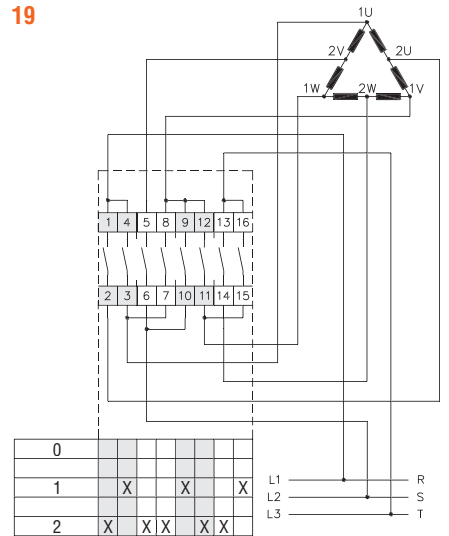 19
1U
2V 2U
1W 2W 1V
1 4 5 8 9 12 13 16
2 3 6 7 10 11 14 15
0
1 X X X
2 X X X X X
L1 R
L2 S
L3 T